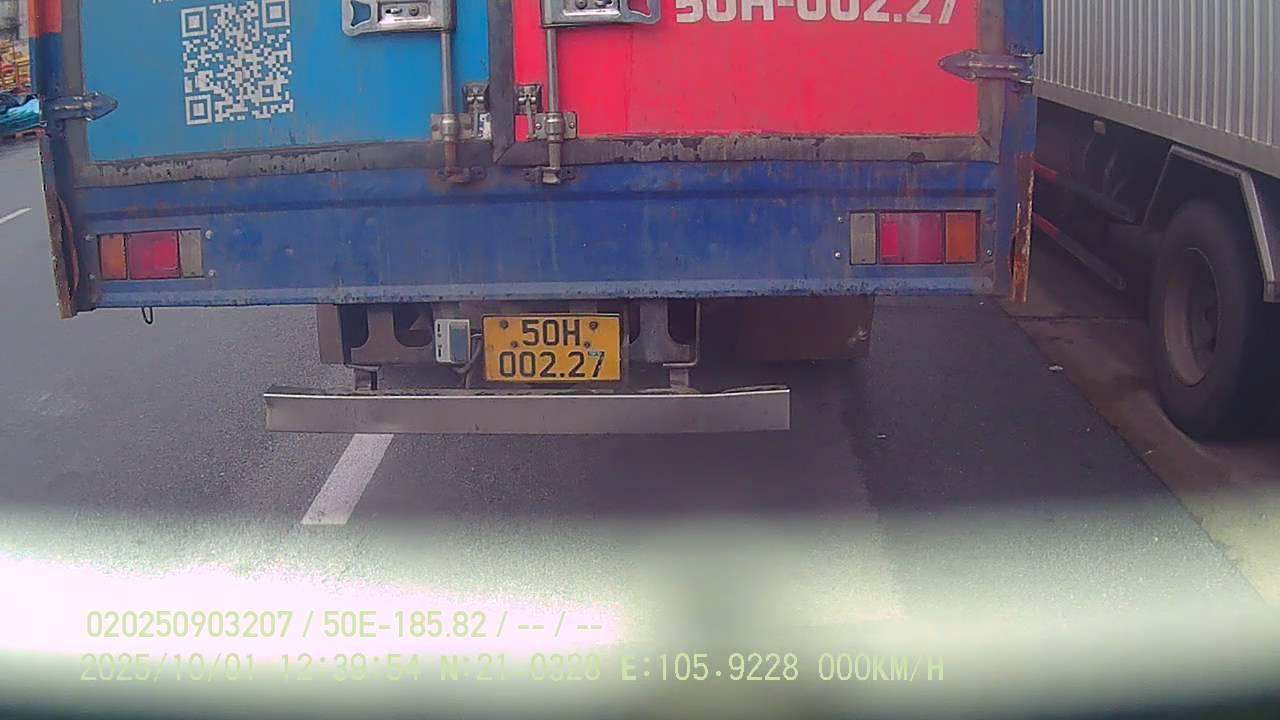 50H-002.27
50H
002.27
020250903207 / 50E-185.82 / -- / --
2025/10/01 12:39:54 N:21.0328 E:105.9228 000KM/H